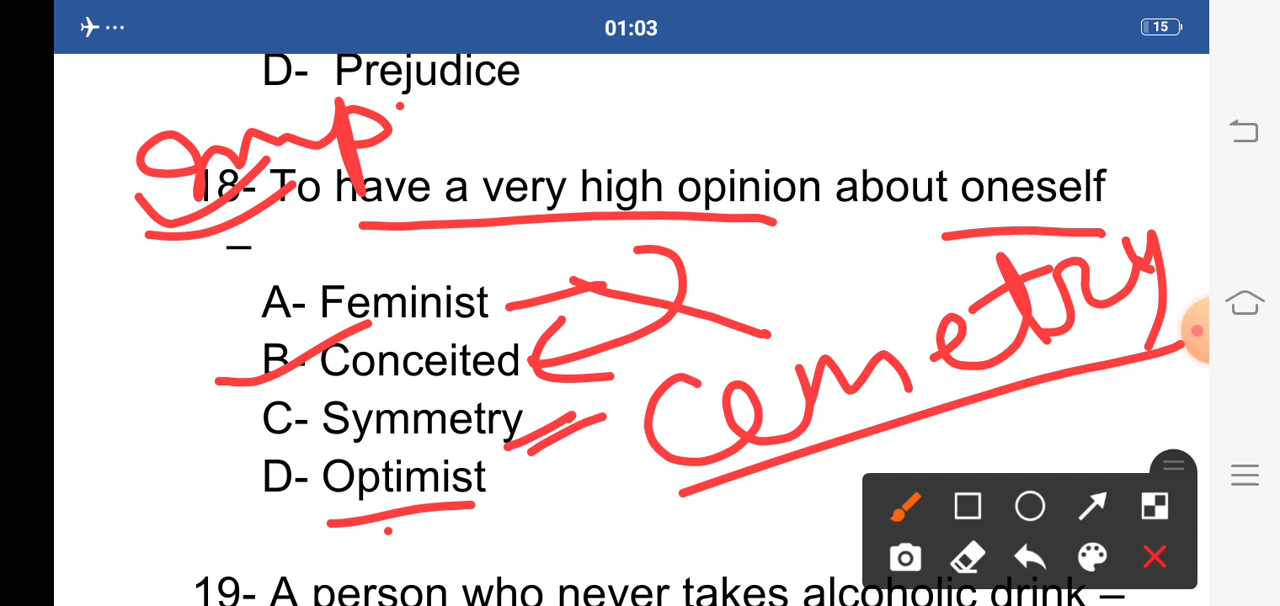 01:03
15
D- Prejudice
Imp.
18- To have a very high opinion about oneself
–
A- Feminist
B- Conceited
C- Symmetry
cemetry
D- Optimist
19- A person who never takes alcoholic drink –